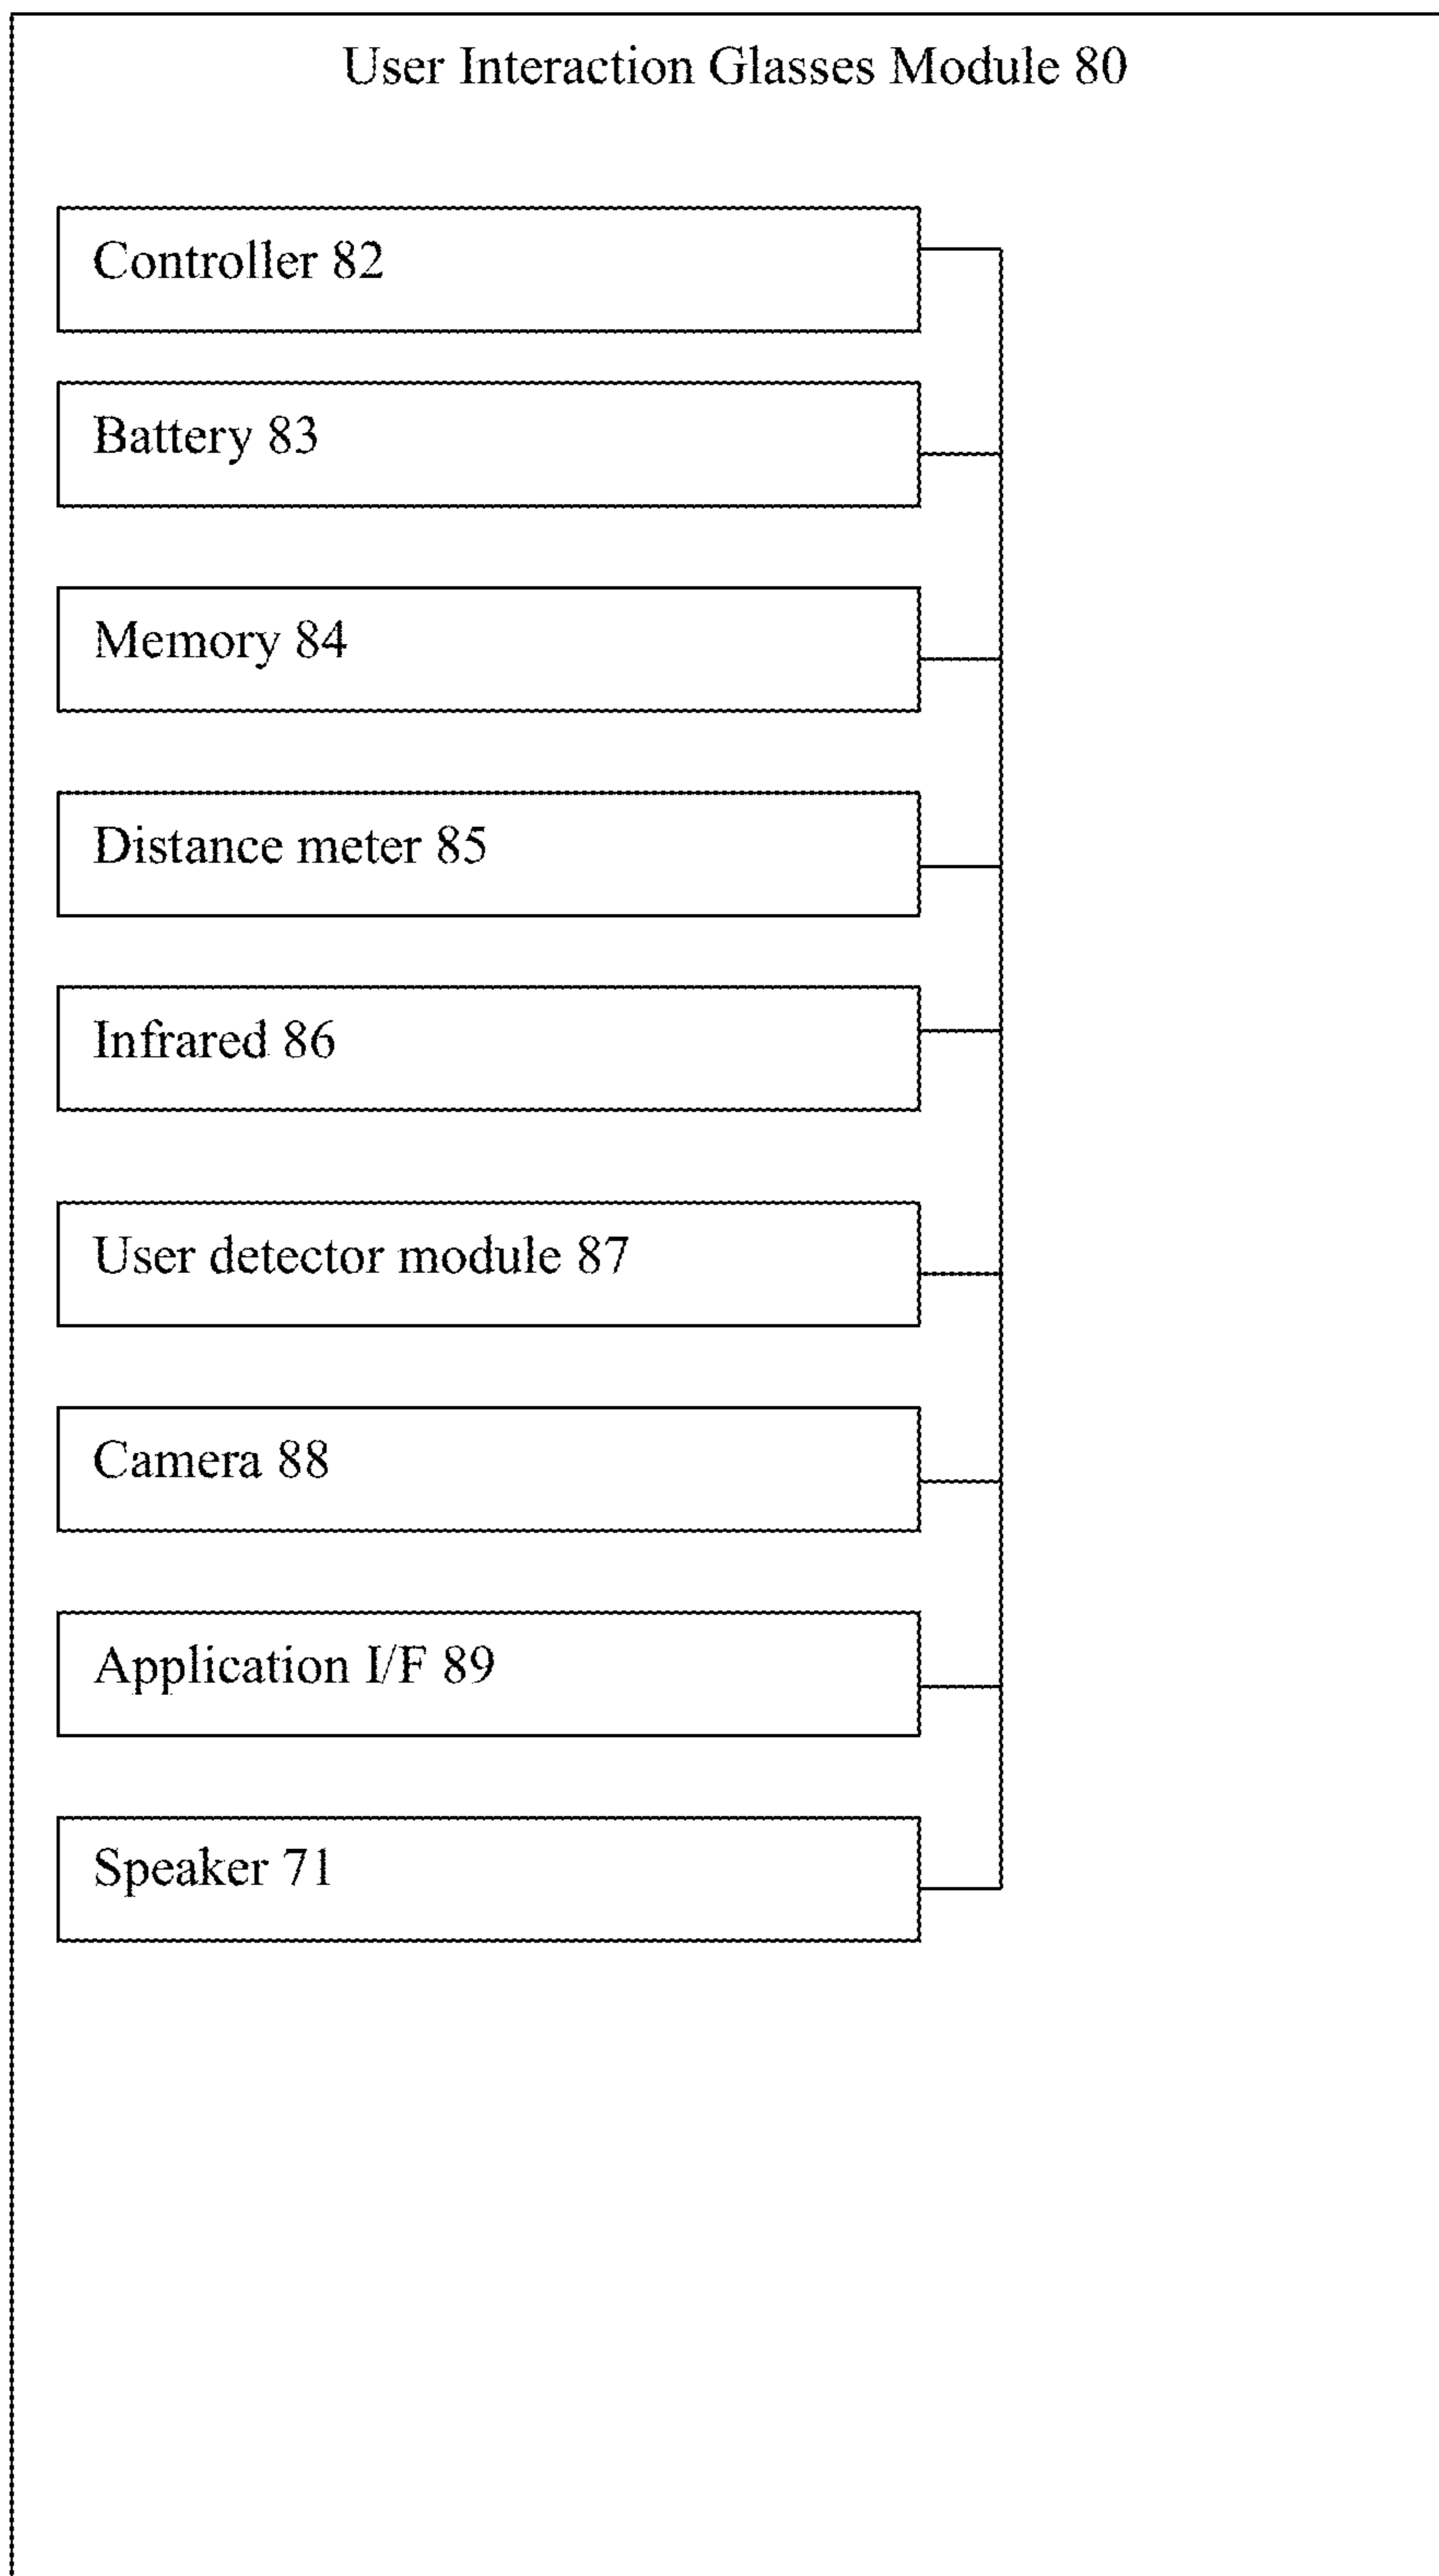 User Interaction Glasses Module 80
Controller 82
Battery 83
Memory 84
Distance meter 85
Infrared 86
User detector module 87
Camera 88
Application I/F 89
Speaker 71